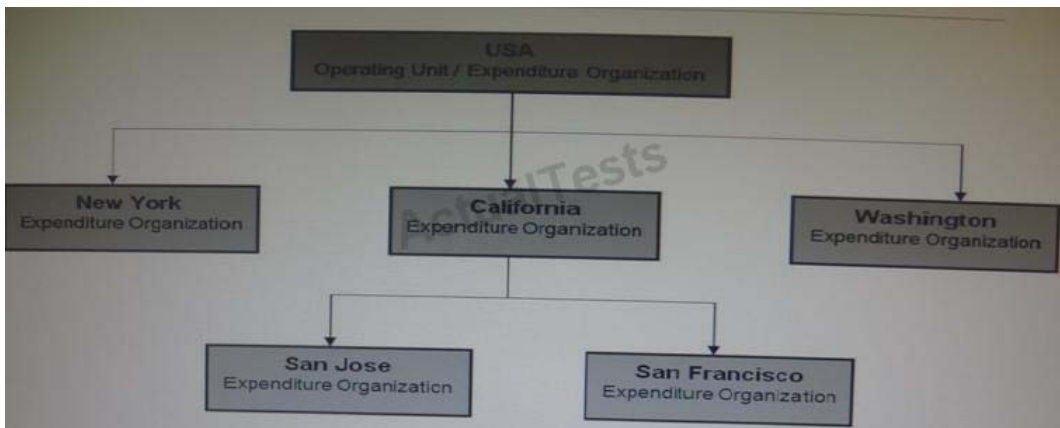 USA
Operating Unit / Expenditure Organization
ActualTests
New York
Expenditure Organization
California
Expenditure Organization
Washington
Expenditure Organization
San Jose
Expenditure Organization
San Francisco
Expenditure Organization